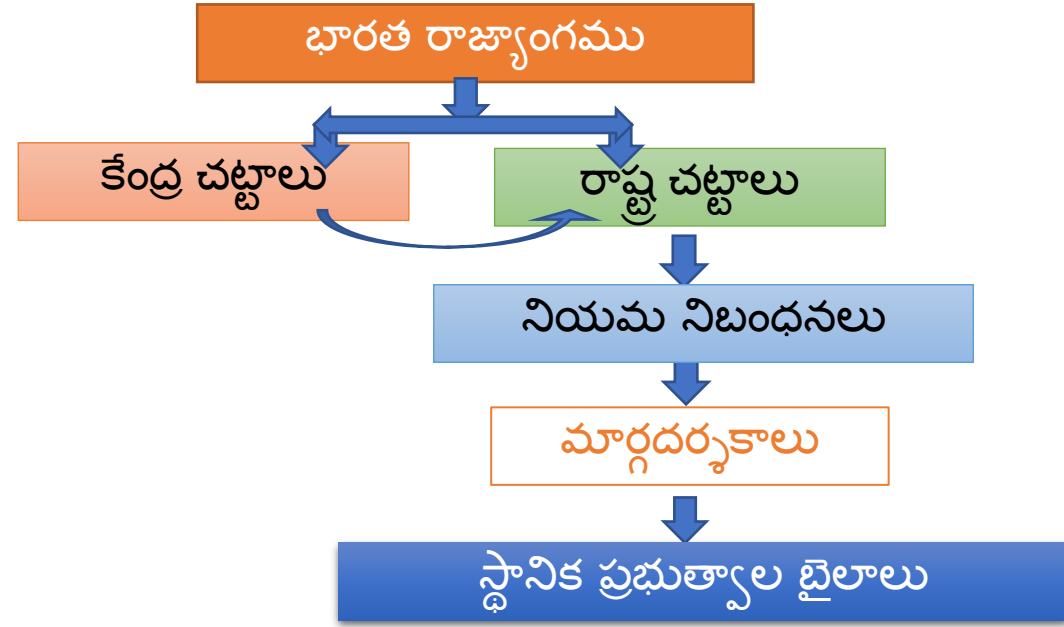 భారత రాజ్యాంగము
కేంద్ర చట్టాలు
రాష్ట్ర చట్టాలు
నియమ నిబంధనలు
మార్గదర్శకాలు
స్థానిక ప్రభుత్వాల బైలాలు